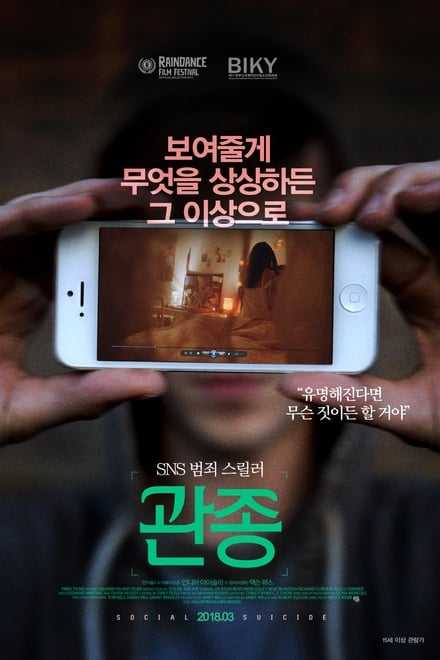 RAINDANCE
FILM FESTIVAL
BIKY
보여줄게
무엇을 상상하든
그 이상으로
“유명해진다면
무슨 짓이든 할 거야”
SNS 범죄 스릴러
관종
SOCIAL 2018.03 SUICIDE
15세 이상 관람가